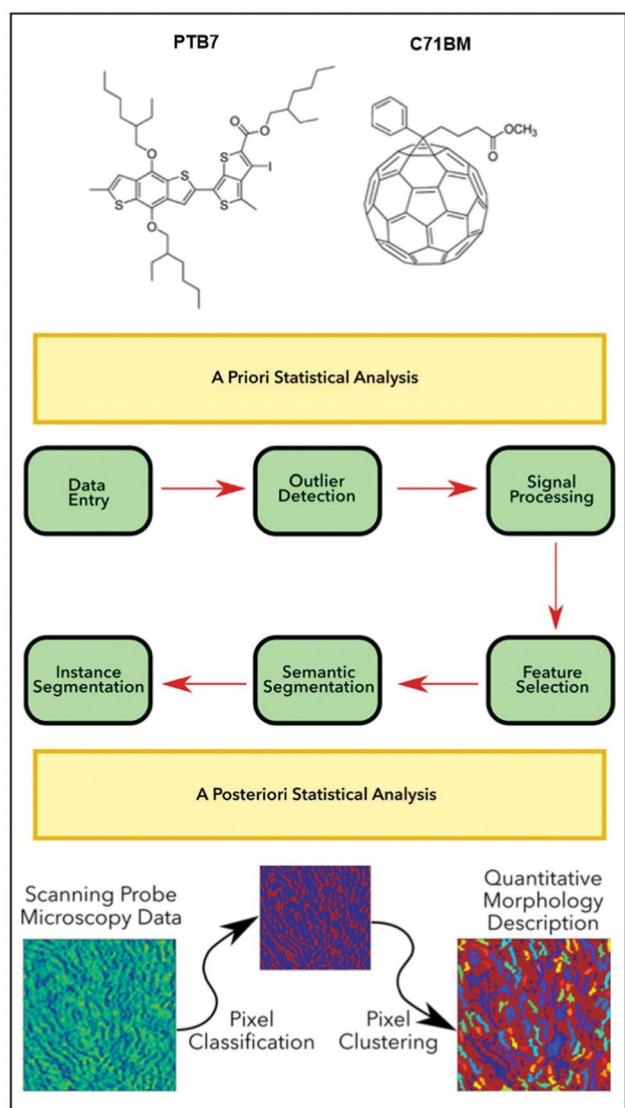 PTB7
C71BM
O
O
O
S
S
S
S
I
O
O
O
OCH₃
O
A Priori Statistical Analysis
Data
Entry
Outlier
Detection
Signal
Processing
Instance
Segmentation
Semantic
Segmentation
Feature
Selection
A Posteriori Statistical Analysis
Scanning Probe
Microscopy Data
Quantitative
Morphology
Description
Pixel
Classification
Pixel
Clustering